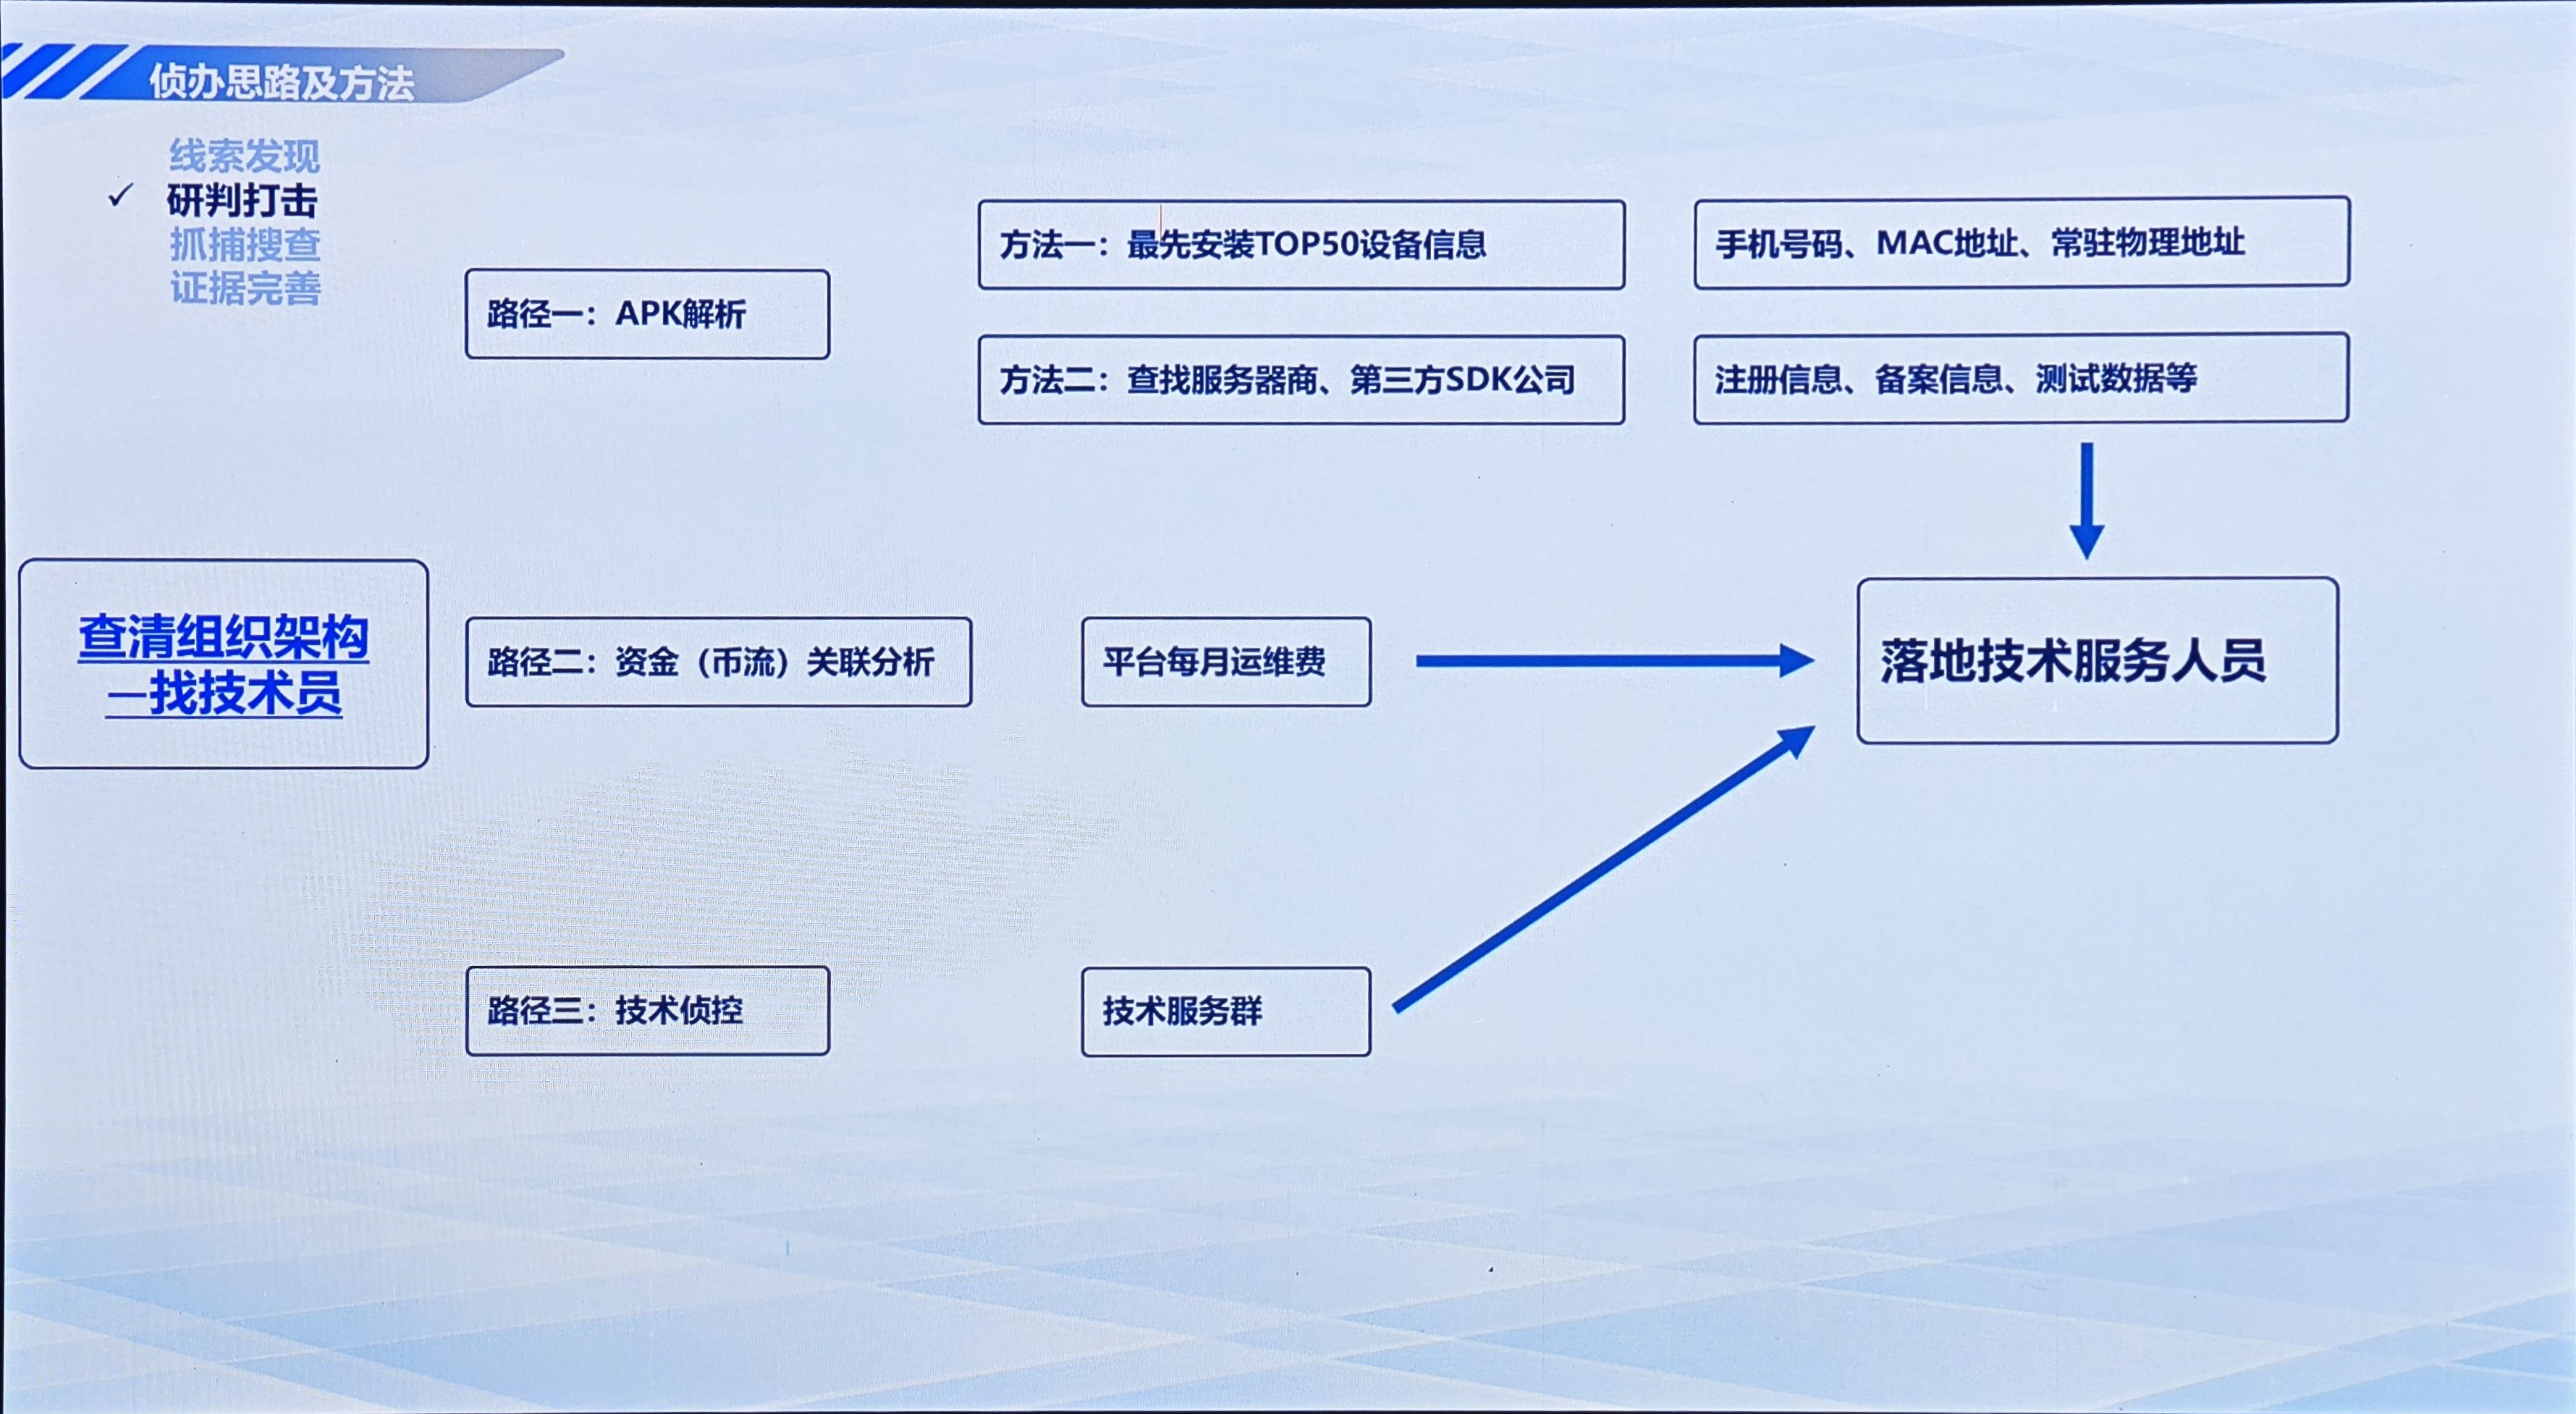 侦办思路及方法
线索发现
✓ 研判打击
抓捕搜查
证据完善
路径一：APK解析
方法一：最先安装TOP50设备信息
手机号码、MAC地址、常驻物理地址
方法二：查找服务器商、第三方SDK公司
注册信息、备案信息、测试数据等
查清组织架构
—找技术员
路径二：资金（币流）关联分析
平台每月运维费
落地技术服务人员
路径三：技术侦控
技术服务群